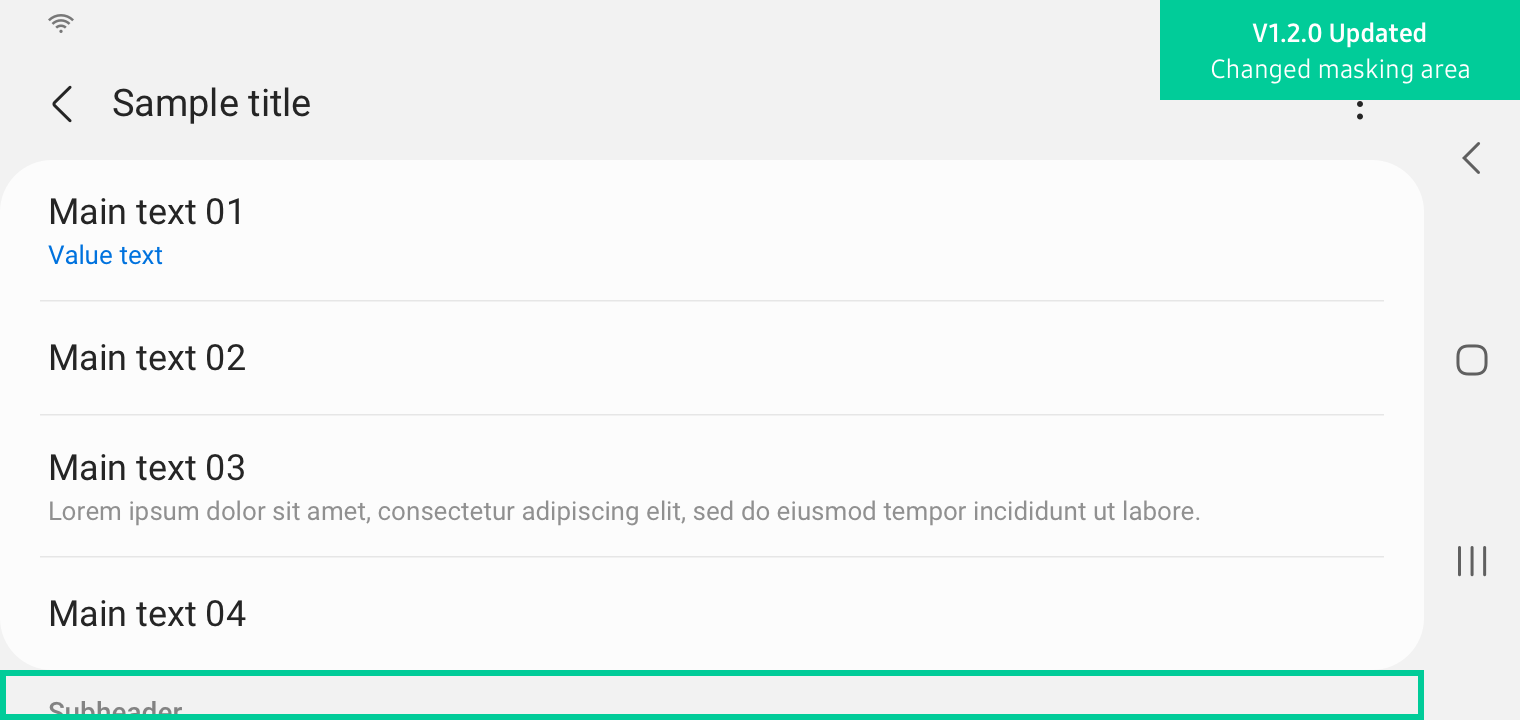 V1.2.0 Updated
Changed masking area
Sample title
Main text 01
Value text
Main text 02
Main text 03
Lorem ipsum dolor sit amet, consectetur adipiscing elit, sed do eiusmod tempor incididunt ut labore.
Main text 04
Subheader